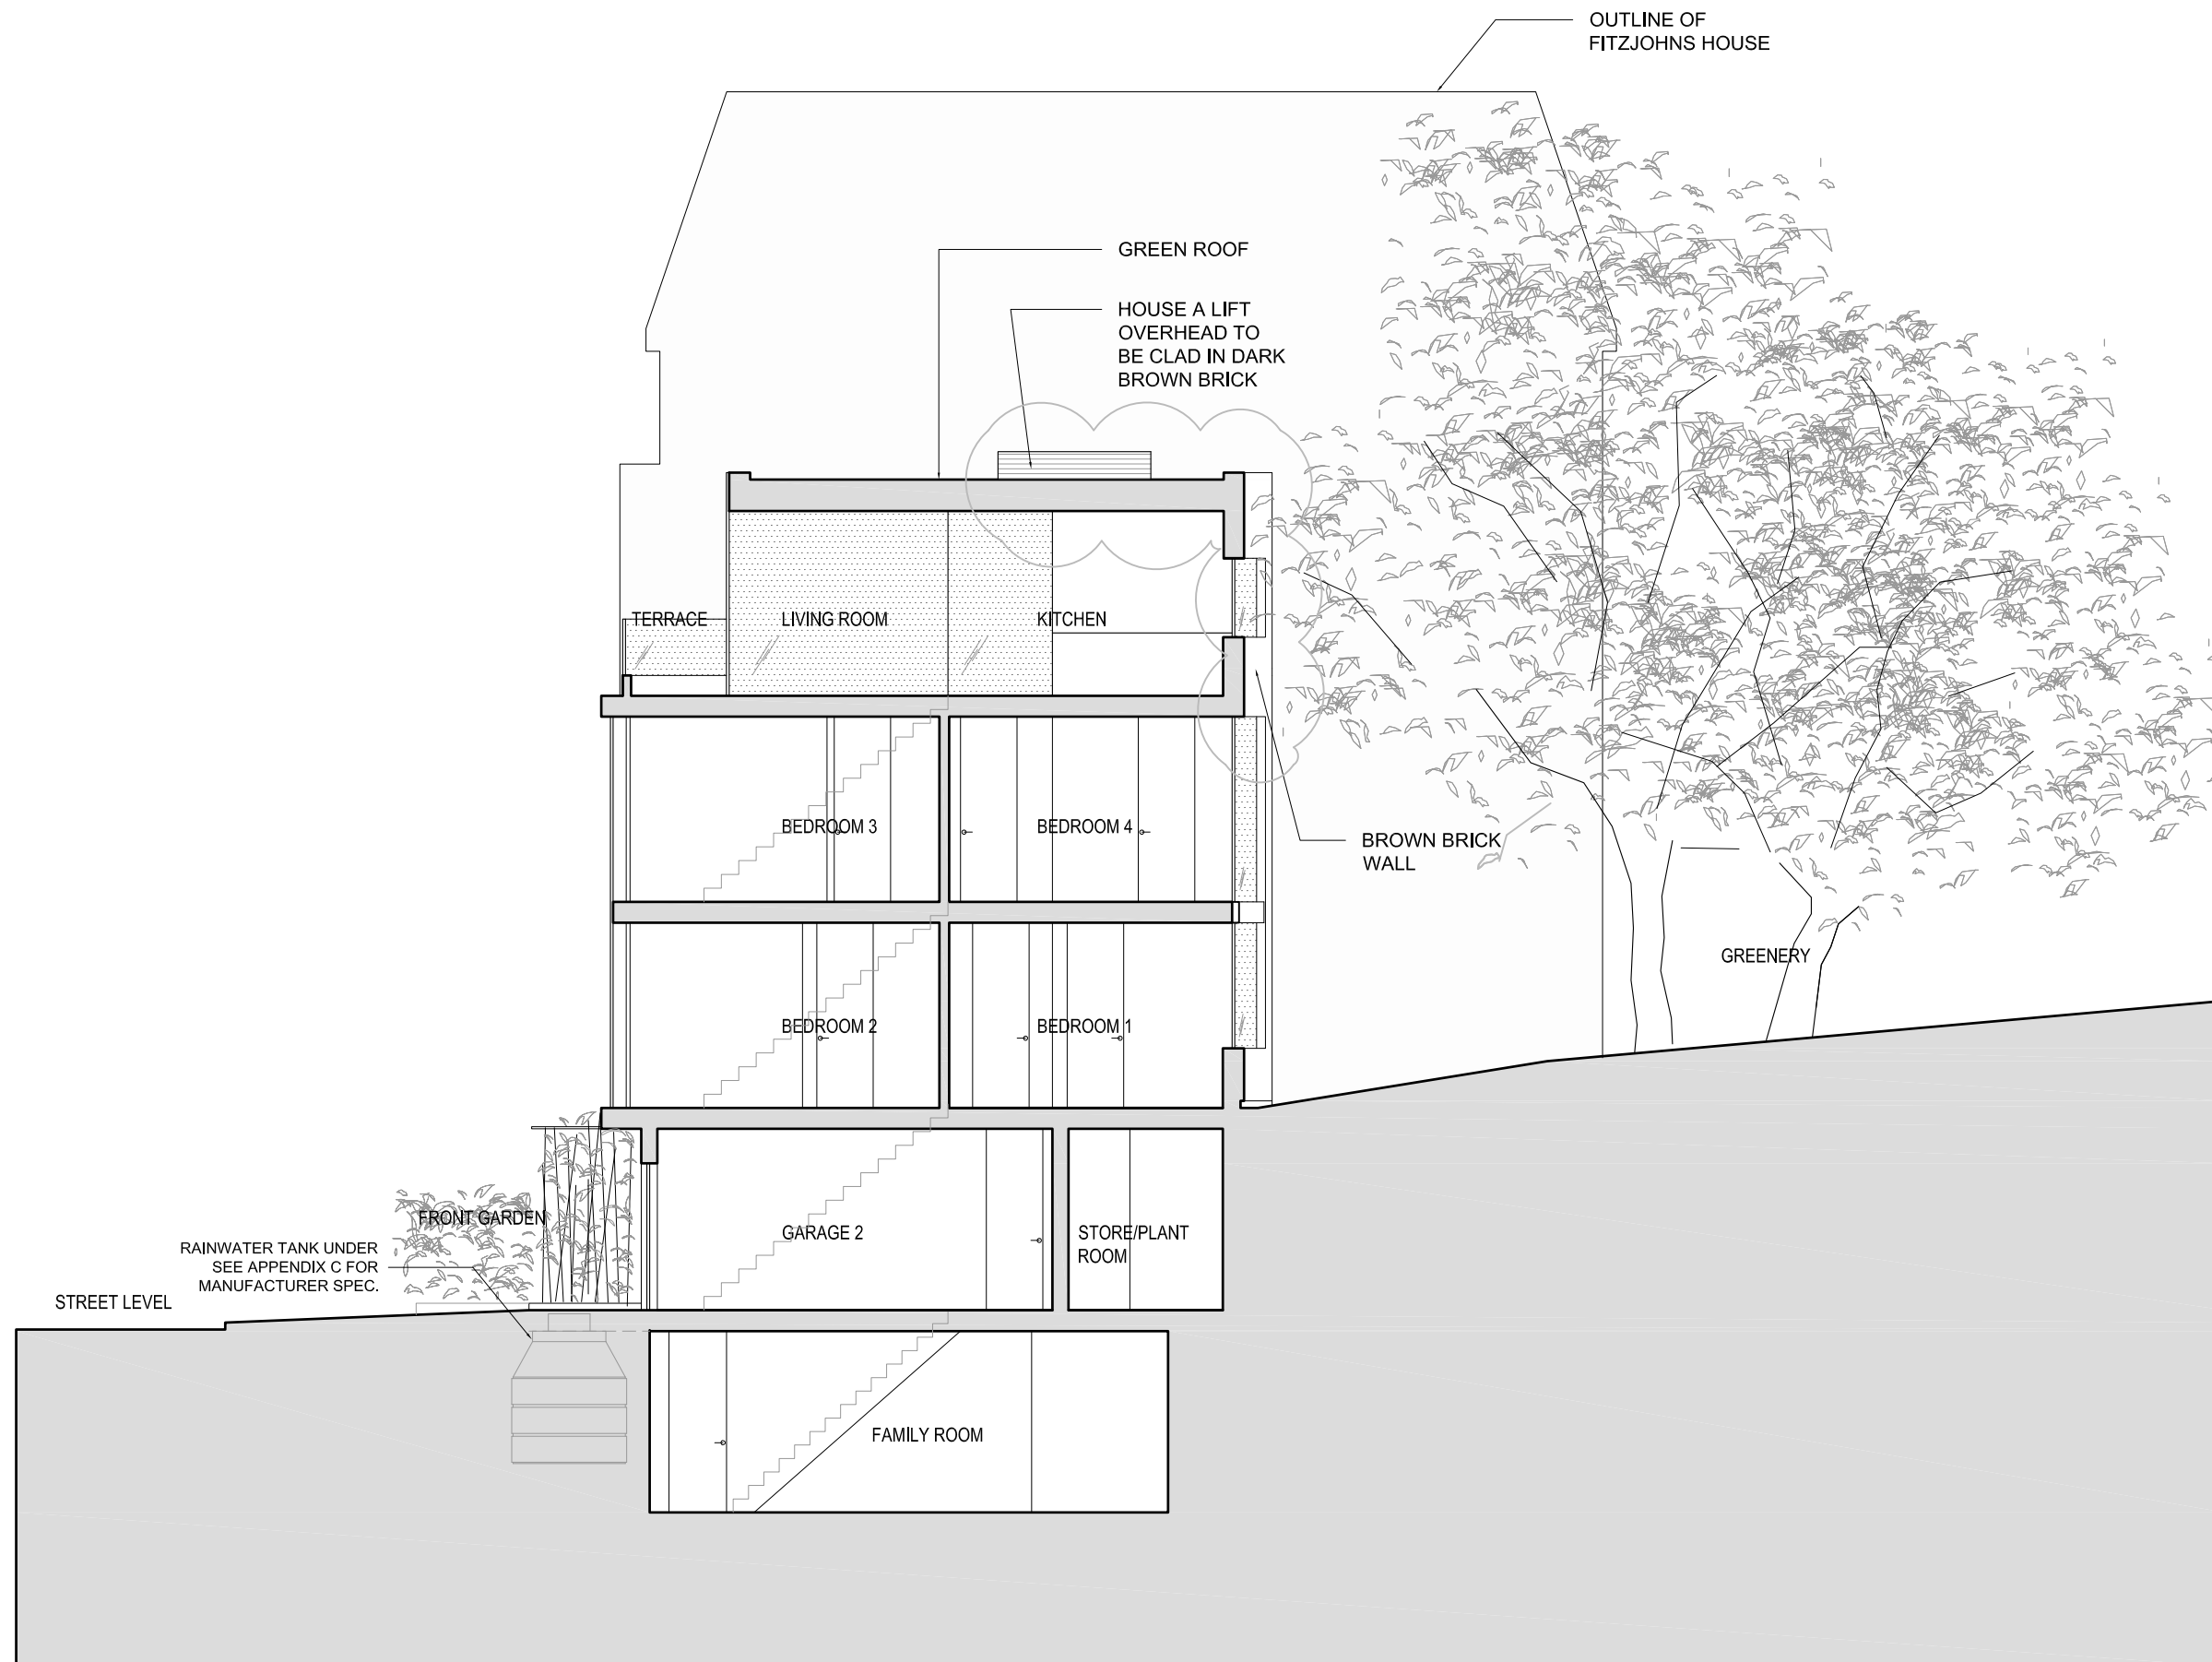 OUTLINE OF
FITZJOHNS HOUSE
GREEN ROOF
HOUSE A LIFT
OVERHEAD TO
BE CLAD IN DARK
BROWN BRICK
TERRACE
LIVING ROOM
KITCHEN
BEDROOM 3
BEDROOM 4
BROWN BRICK
WALL
GREENERY
BEDROOM 2
BEDROOM 1
FRONT GARDEN
GARAGE 2
STORE/PLANT
ROOM
RAINWATER TANK UNDER
SEE APPENDIX C FOR
MANUFACTURER SPEC.
STREET LEVEL
FAMILY ROOM